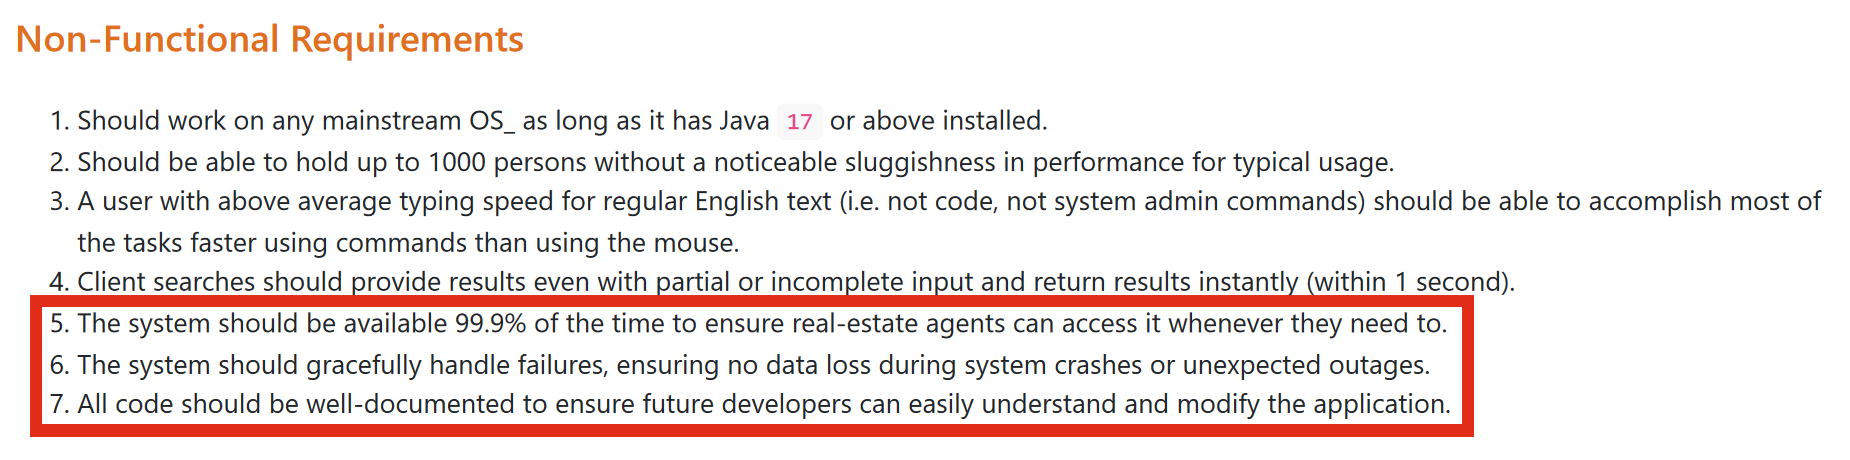 Non-Functional Requirements
1. Should work on any mainstream OS_ as long as it has Java 17 or above installed.
2. Should be able to hold up to 1000 persons without a noticeable sluggishness in performance for typical usage.
3. A user with above average typing speed for regular English text (i.e. not code, not system admin commands) should be able to accomplish most of
the tasks faster using commands than using the mouse.
4. Client searches should provide results even with partial or incomplete input and return results instantly (within 1 second).
5. The system should be available 99.9% of the time to ensure real-estate agents can access it whenever they need to.
6. The system should gracefully handle failures, ensuring no data loss during system crashes or unexpected outages.
7. All code should be well-documented to ensure future developers can easily understand and modify the application.